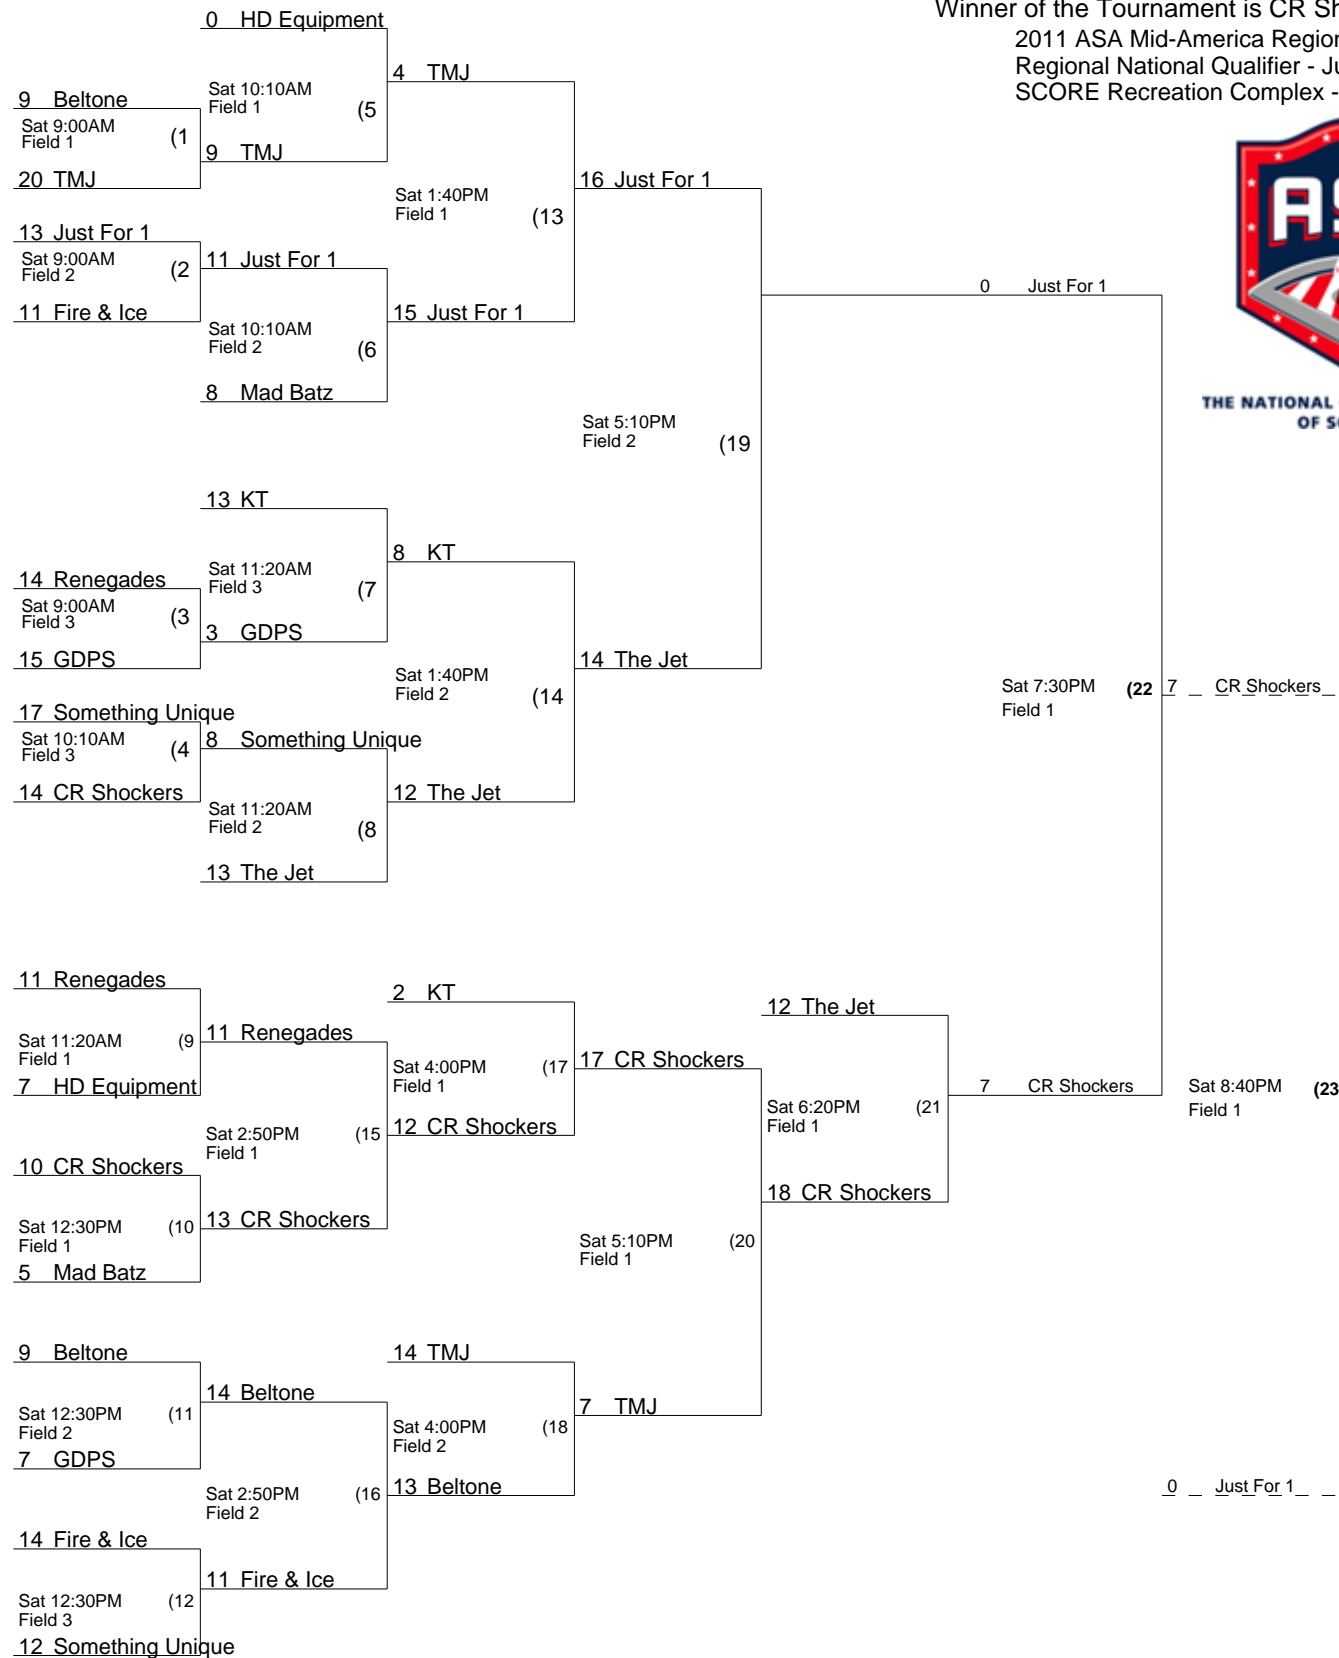 Winner of the Tournament is CR
2011 ASA Mid-America
Regional National Qualifier -
SCORE Recreation Complex -
THE NATIONAL
OF
0 HD Equipment
4 TMJ
Sat 10:10AM
Field 1
(5
9 Beltone
Sat 9:00AM
Field 1
(1
9 TMJ
20 TMJ
16 Just For 1
Sat 1:40PM
Field 1
(13
13 Just For 1
Sat 9:00AM
Field 2
(2
11 Just For 1
11 Fire & Ice
15 Just For 1
Sat 10:10AM
Field 2
(6
8 Mad Batz
0 Just For 1
Sat 5:10PM
Field 2
(19
13 KT
8 KT
Sat 11:20AM
Field 3
(7
14 Renegades
Sat 9:00AM
Field 3
(3
3 GDPS
15 GDPS
14 The Jet
Sat 1:40PM
Field 2
(14
17 Something Unique
Sat 10:10AM
Field 3
(4
8 Something Unique
14 CR Shockers
12 The Jet
Sat 11:20AM
Field 2
(8
13 The Jet
Sat 7:30PM
Field 1
(22
7 CR Shockers
11 Renegades
Sat 11:20AM
Field 1
(9
11 Renegades
7 HD Equipment
2 KT
Sat 4:00PM
Field 1
(17
17 CR Shockers
12 CR Shockers
Sat 2:50PM
Field 1
(15
10 CR Shockers
Sat 12:30PM
Field 1
(10
13 CR Shockers
5 Mad Batz
12 The Jet
Sat 6:20PM
Field 1
(21
7 CR Shockers
Sat 8:40PM
Field 1
(23
18 CR Shockers
Sat 5:10PM
Field 1
(20
9 Beltone
Sat 12:30PM
Field 2
(11
14 Beltone
7 GDPS
14 TMJ
Sat 4:00PM
Field 2
(18
7 TMJ
13 Beltone
Sat 2:50PM
Field 2
(16
14 Fire & Ice
Sat 12:30PM
Field 3
(12
11 Fire & Ice
12 Something Unique
0 Just For 1